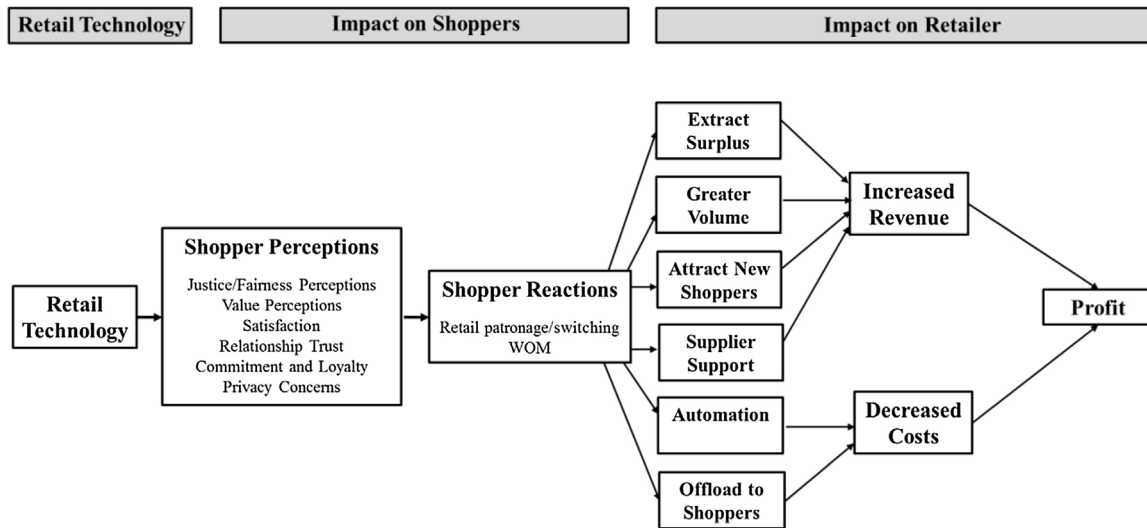 Retail Technology
Impact on Shoppers
Impact on Retailer
Retail
Technology
Shopper Perceptions
Justice/Fairness Perceptions
Value Perceptions
Satisfaction
Relationship Trust
Commitment and Loyalty
Privacy Concerns
Shopper Reactions
Retail patronage/switching
WOM
Extract
Surplus
Greater
Volume
Attract New
Shoppers
Supplier
Support
Automation
Offload to
Shoppers
Increased
Revenue
Decreased
Costs
Profit